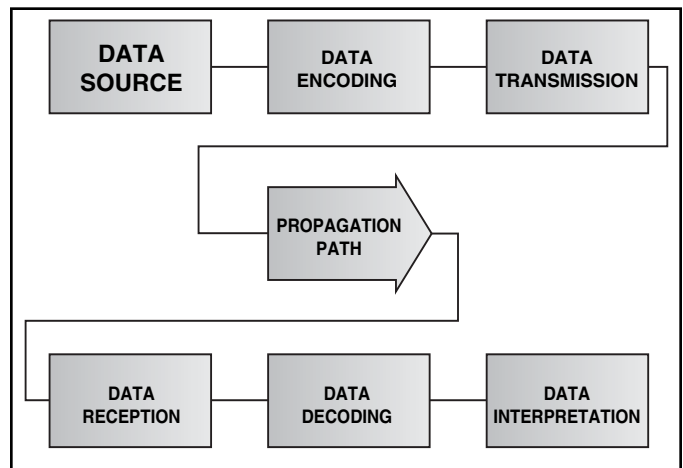 DATA
SOURCE
DATA
ENCODING
DATA
TRANSMISSION
PROPAGATION
PATH
DATA
RECEPTION
DATA
DECODING
DATA
INTERPRETATION